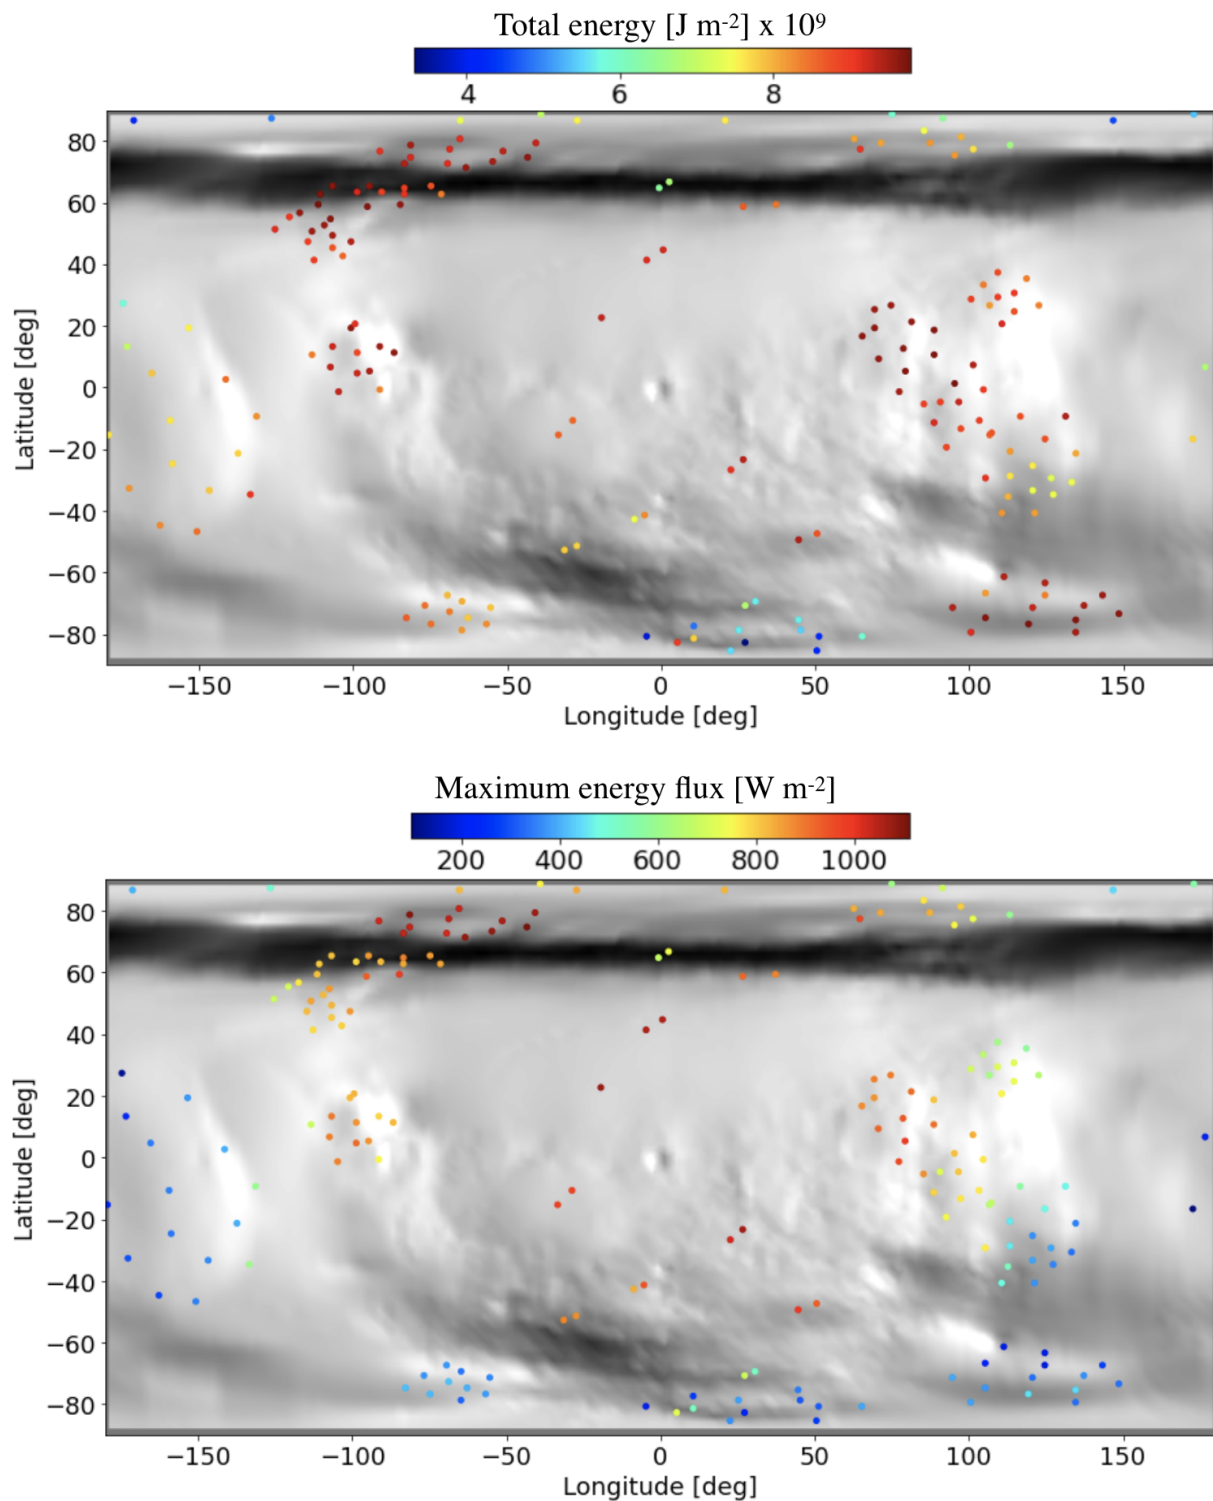 Total energy [J m-2] x 10⁹
4 6 8
80
60
40
20
0
−20
−40
−60
−80
Latitude [deg]
−150 −100 −50 0 50 100 150
Longitude [deg]
Maximum energy flux [W m-2]
200 400 600 800 1000
80
60
40
20
0
−20
−40
−60
−80
Latitude [deg]
−150 −100 −50 0 50 100 150
Longitude [deg]